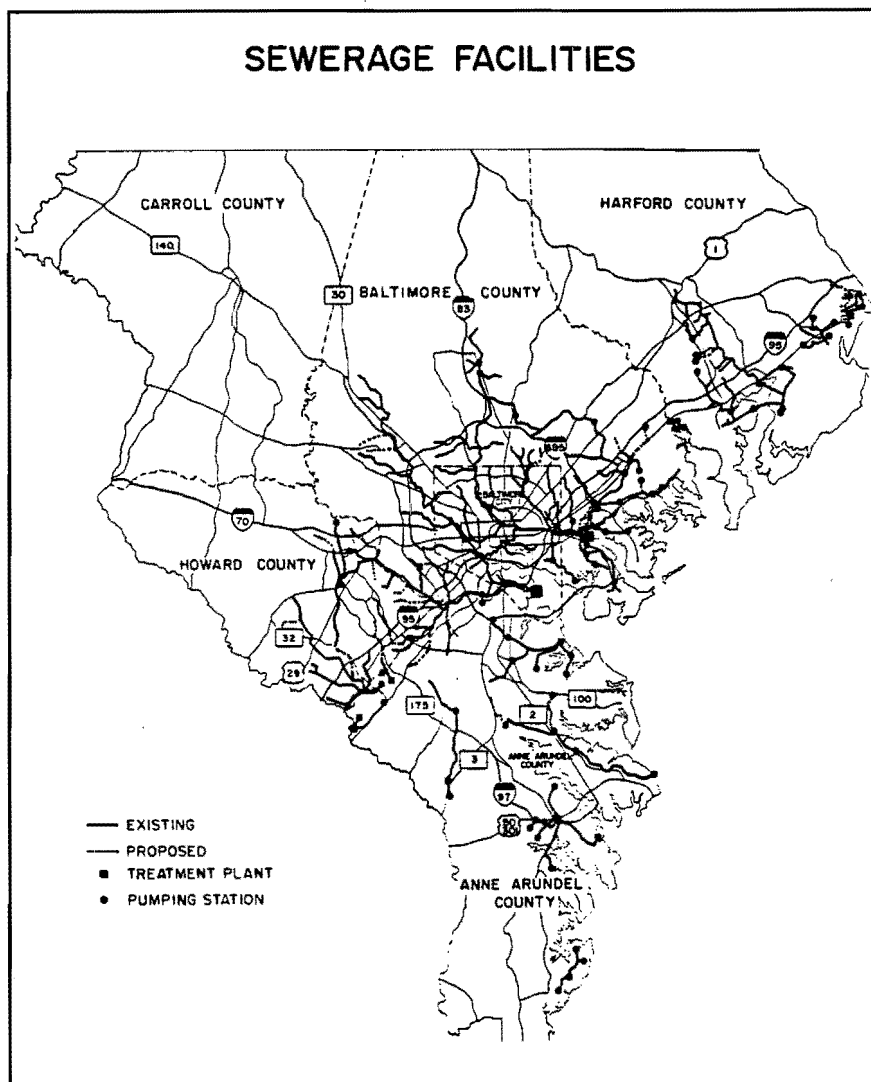 SEWERAGE FACILITIES
CARROLL COUNTY
HARFORD COUNTY
140
1
30
BALTIMORE COUNTY
83
95
695
BALTIMORE
CITY
70
HOWARD COUNTY
95
32
29
175
2
100
3
ANNE ARUNDEL
COUNTY
97
50
301
EXISTING
PROPOSED
TREATMENT PLANT
PUMPING STATION
ANNE ARUNDEL
COUNTY